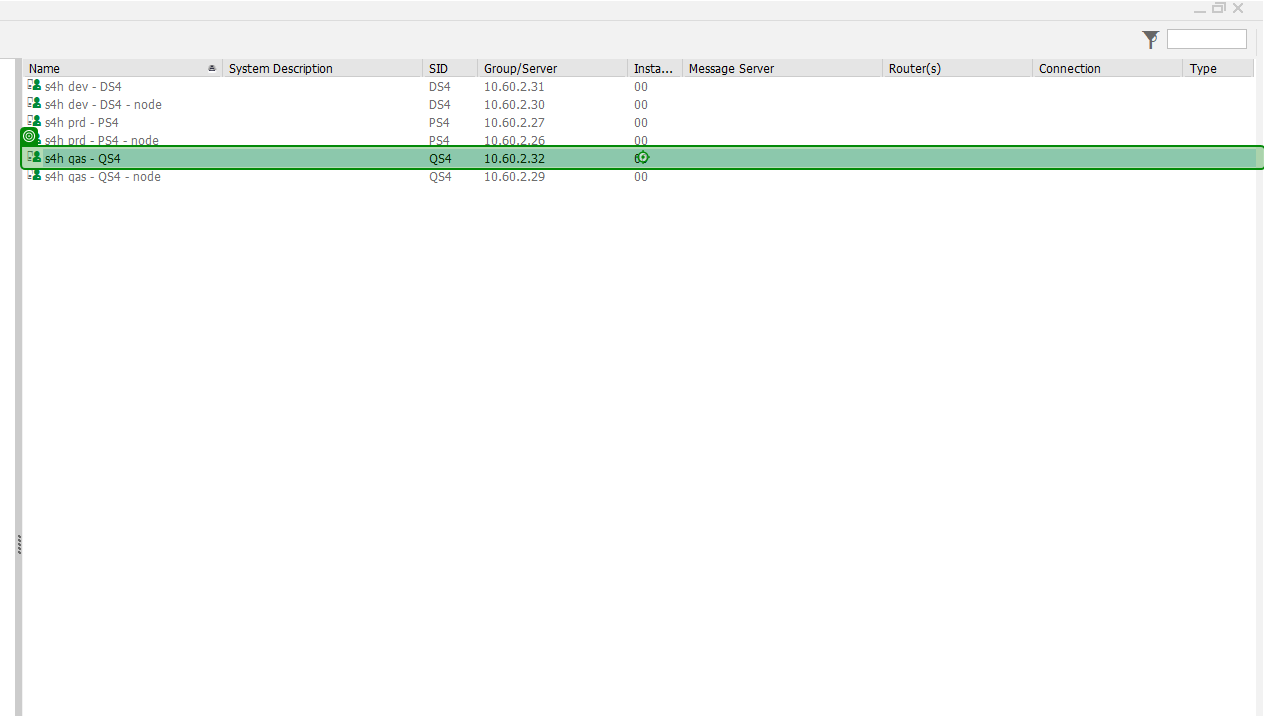 Name System Description SID Group/Server Insta... Message Server Router(s) Connection Type
s4h dev - DS4 DS4 10.60.2.31 00
s4h dev - DS4 - node DS4 10.60.2.30 00
s4h prd - PS4 PS4 10.60.2.27 00
s4h prd - PS4 - node PS4 10.60.2.26 00
s4h qas - QS4 QS4 10.60.2.32
s4h qas - QS4 - node QS4 10.60.2.29 00